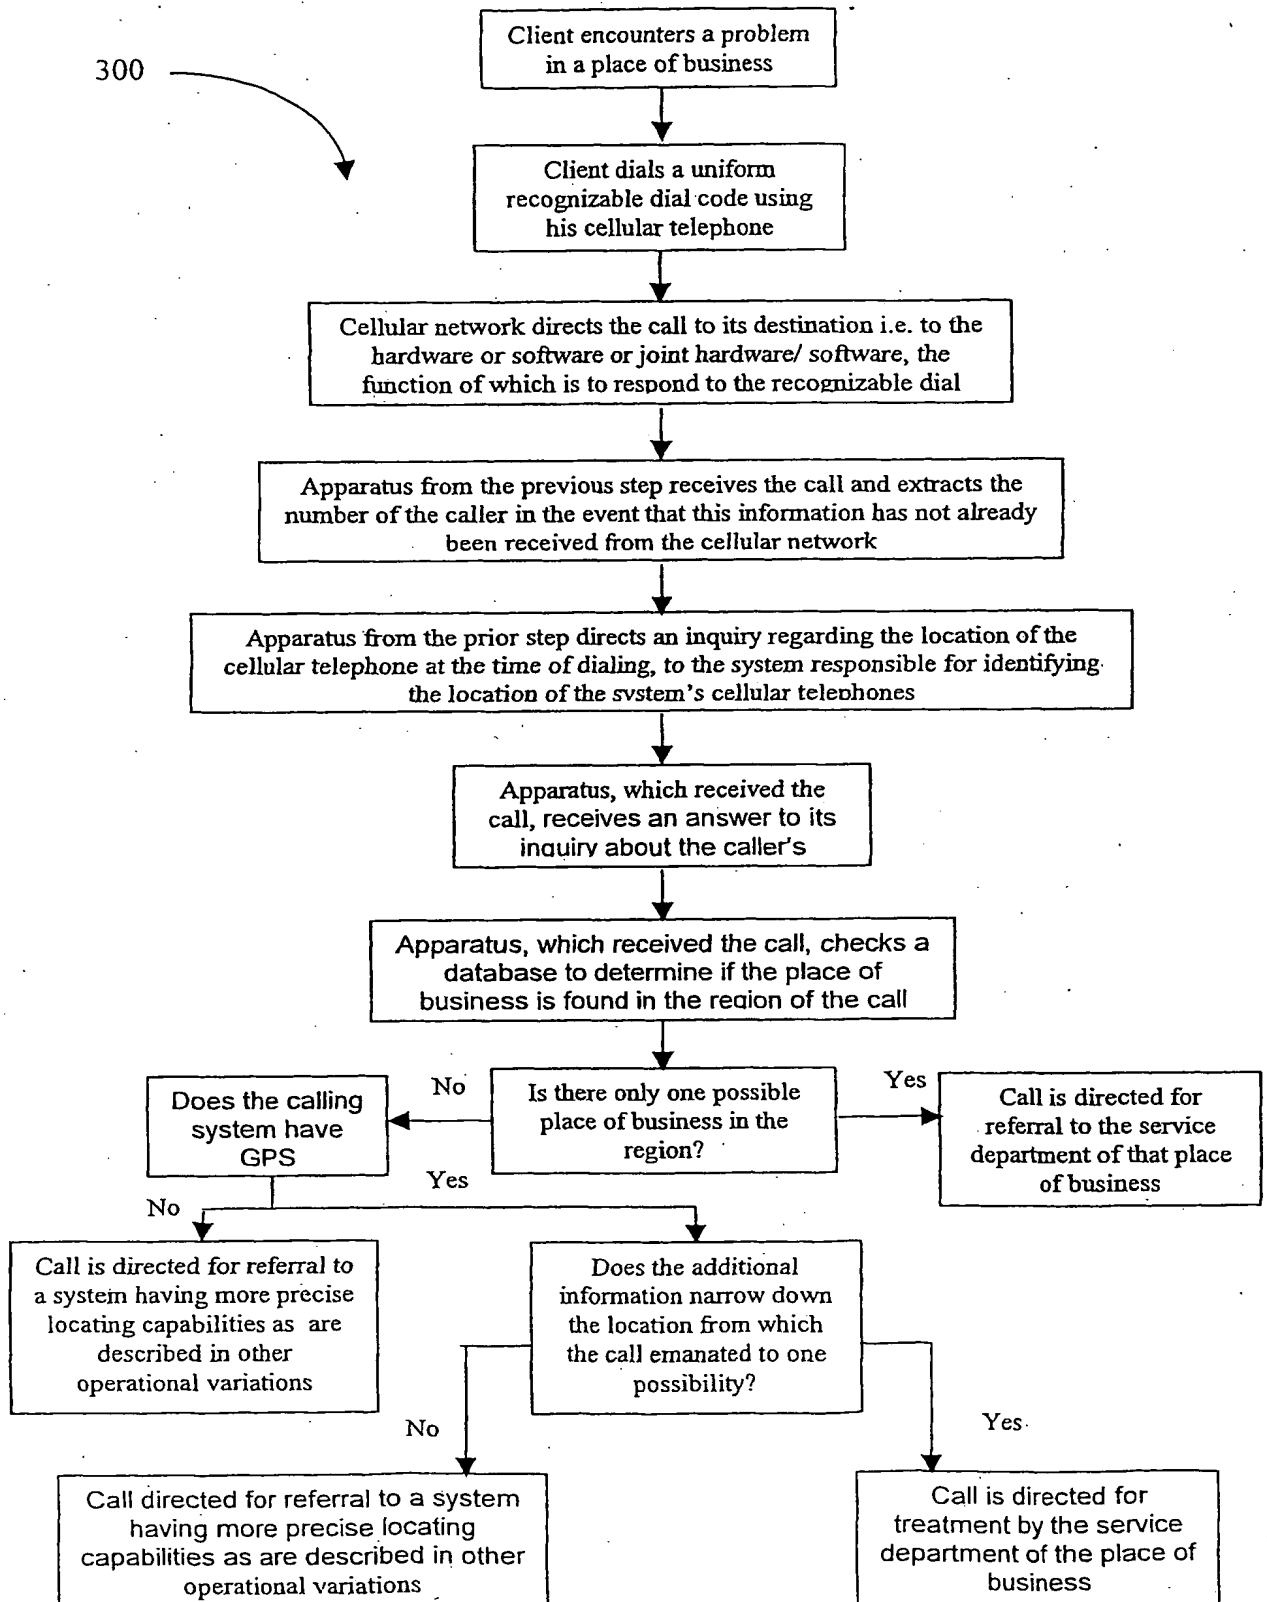 Client encounters a problem
in a place of business
300
Client dials a uniform
recognizable dial code using
his cellular telephone
Cellular network directs the call to its destination i.e. to the
hardware or software or joint hardware/ software, the
function of which is to respond to the recognizable dial
Apparatus from the previous step receives the call and extracts the
number of the caller in the event that this information has not already
been received from the cellular network
Apparatus from the prior step directs an inquiry regarding the location of the
cellular telephone at the time of dialing, to the system responsible for identifying
the location of the system's cellular telephones
Apparatus, which received the
call, receives an answer to its
inquiry about the caller's
Apparatus, which received the call, checks a
database to determine if the place of
business is found in the region of the call
Is there only one possible
place of business in the
region?
No
Yes
Does the calling
system have
GPS
Call is directed for
referral to the service
department of that place
of business
No
Yes
Call is directed for referral to
a system having more precise
locating capabilities as are
described in other
operational variations
Does the additional
information narrow down
the location from which
the call emanated to one
possibility?
No
Yes
Call directed for referral to a system
having more precise locating
capabilities as are described in other
operational variations
Call is directed for
treatment by the service
department of the place of
business